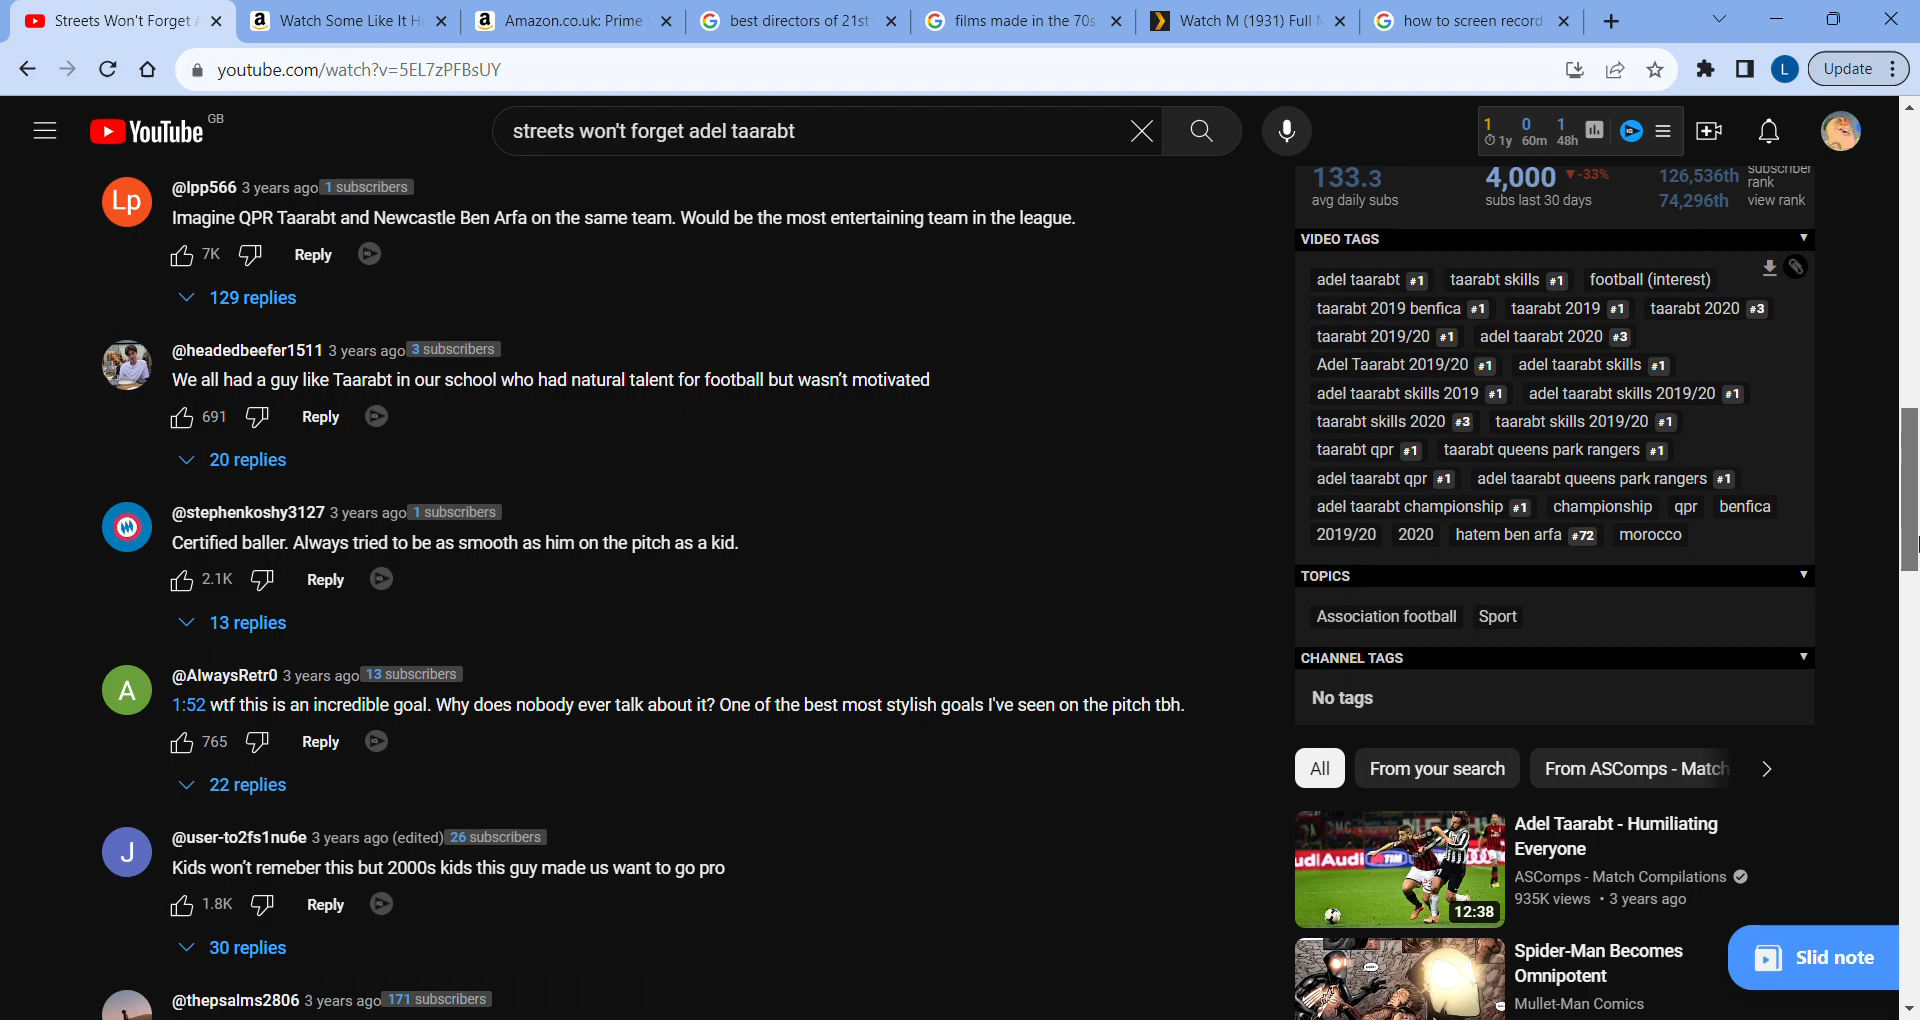 Streets Won't Forget A
Watch Some Like It H
Amazon.co.uk: Prime
best directors of 21st
films made in the 70s
Watch M (1931) Full
how to screen record
youtube.com/watch?v=5EL7zPFBsUY
L
Update
YouTube GB
streets won't forget adel taarabt
1 0 1
1y 60m 48h
Lp
@lpp566 3 years ago 1 subscribers
Imagine QPR Taarabt and Newcastle Ben Arfa on the same team. Would be the most entertaining team in the league.
7K Reply
129 replies
@headedbeefer1511 3 years ago 3 subscribers
We all had a guy like Taarabt in our school who had natural talent for football but wasn't motivated
691 Reply
20 replies
@stephenkoshy3127 3 years ago 1 subscribers
Certified baller. Always tried to be as smooth as him on the pitch as a kid.
2.1K Reply
13 replies
A
@AlwaysRetr0 3 years ago 13 subscribers
1:52 wtf this is an incredible goal. Why does nobody ever talk about it? One of the best most stylish goals I've seen on the pitch tbh.
765 Reply
22 replies
J
@user-to2fs1nu6e 3 years ago (edited) 26 subscribers
Kids won't remeber this but 2000s kids this guy made us want to go pro
1.8K Reply
30 replies
@thepsalms2806 3 years ago 171 subscribers
133.3 4,000 -33% 126,536th subscriber rank
avg daily subs subs last 30 days 74,296th view rank
VIDEO TAGS
adel taarabt #1 taarabt skills #1 football (interest)
taarabt 2019 benfica #1 taarabt 2019 #1 taarabt 2020 #3
taarabt 2019/20 #1 adel taarabt 2020 #3
Adel Taarabt 2019/20 #1 adel taarabt skills #1
adel taarabt skills 2019 #1 adel taarabt skills 2019/20 #1
taarabt skills 2020 #3 taarabt skills 2019/20 #1
taarabt qpr #1 taarabt queens park rangers #1
adel taarabt qpr #1 adel taarabt queens park rangers #1
adel taarabt championship #1 championship qpr benfica
2019/20 2020 hatem ben arfa #72 morocco
TOPICS
Association football Sport
CHANNEL TAGS
No tags
All From your search From ASComps - Match
Adel Taarabt - Humiliating
Everyone
ASComps - Match Compilations
935K views • 3 years ago
12:38
Spider-Man Becomes
Omnipotent
Mullet-Man Comics
Slid note